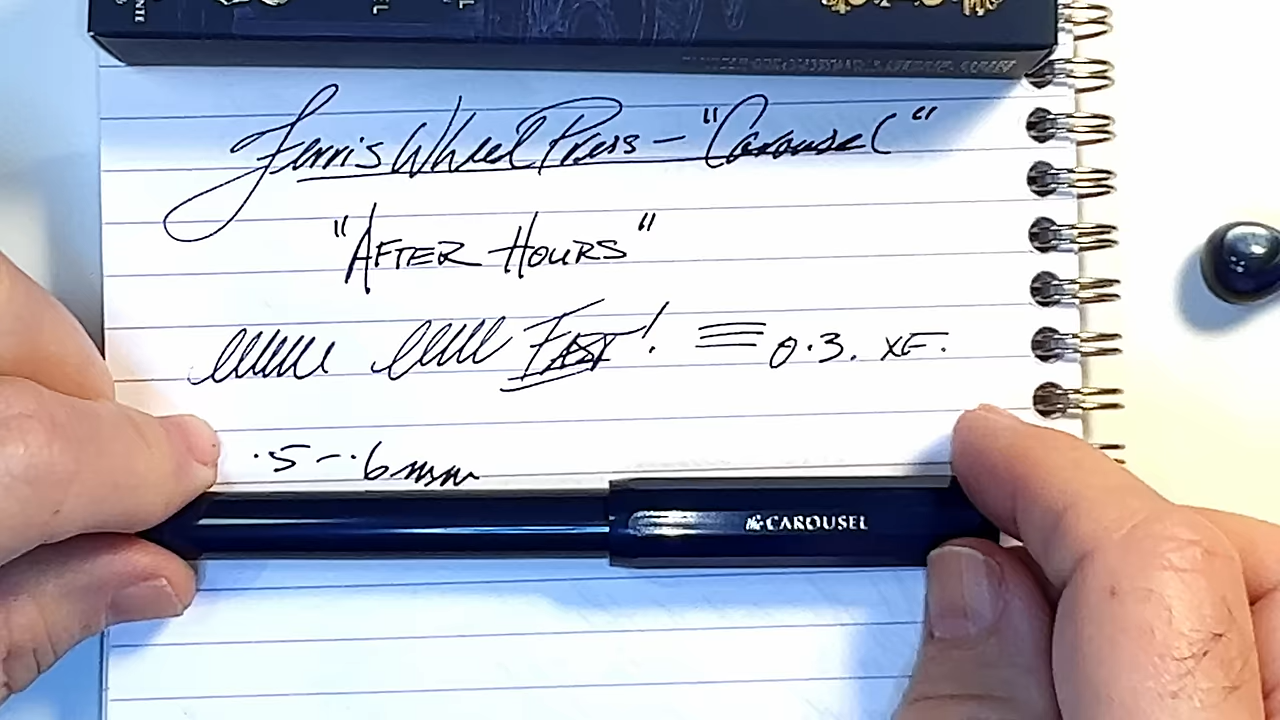 Ferris Wheel Press - "Carousel"
"AFTER HOURS"
FAST! 0.3. XF.
.5-.6mm
CAROUSEL